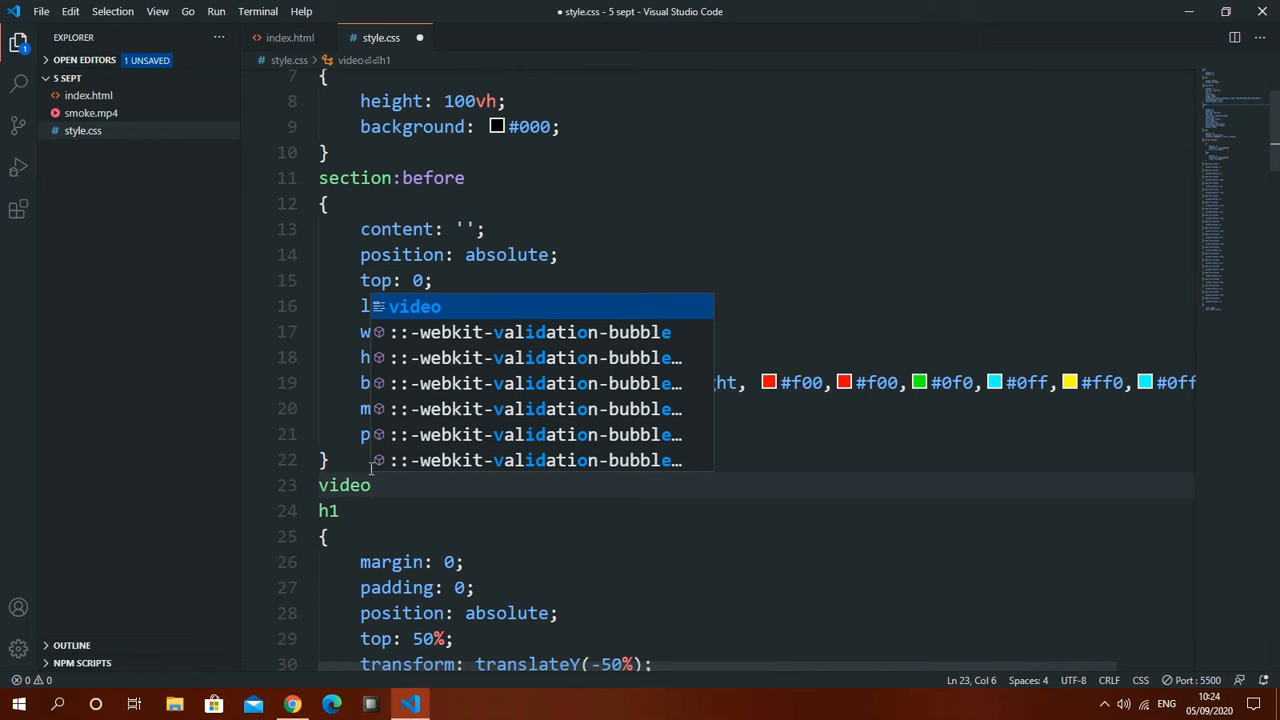 File Edit Selection View Go Run Terminal Help
● style.css - 5 sept - Visual Studio Code
EXPLORER
index.html
# style.css
OPEN EDITORS 1 UNSAVED
# style.css > video⏎⏎h1
5 SEPT
index.html
smoke.mp4
# style.css
7 {
8 height: 100vh;
9 background: #000;
10 }
11 section:before
12 {
13 content: '';
14 position: absolute;
15 top: 0;
16 l
video
17 w
::-webkit-validation-bubble
18 h
::-webkit-validation-bubble…
19 b
::-webkit-validation-bubble…
ht, #f00, #f00, #0f0, #0ff, #ff0, #0ff
20 m
::-webkit-validation-bubble…
21 p
::-webkit-validation-bubble…
22 }
::-webkit-validation-bubble…
23 video
24 h1
25 {
26 margin: 0;
27 padding: 0;
28 position: absolute;
29 top: 50%;
30 transform: translateY(-50%);
OUTLINE
NPM SCRIPTS
0 0
Ln 23, Col 6 Spaces: 4 UTF-8 CRLF CSS Port : 5500
1
ENG
10:24
05/09/2020